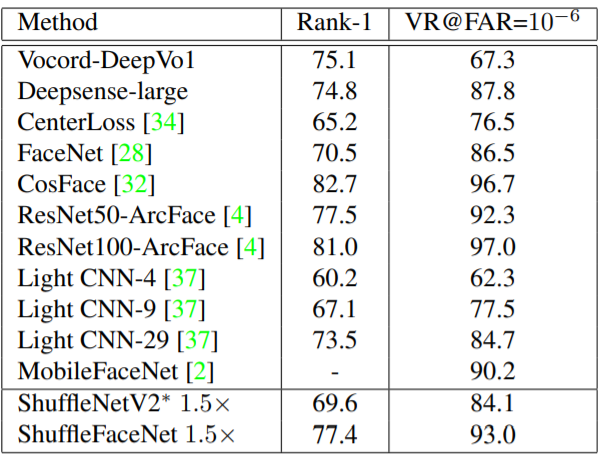 Method Rank-1 VR@FAR=10⁻⁶
Vocord-DeepVo1 75.1 67.3
Deepsense-large 74.8 87.8
CenterLoss [34] 65.2 76.5
FaceNet [28] 70.5 86.5
CosFace [32] 82.7 96.7
ResNet50-ArcFace [4] 77.5 92.3
ResNet100-ArcFace [4] 81.0 97.0
Light CNN-4 [37] 60.2 62.3
Light CNN-9 [37] 67.1 77.5
Light CNN-29 [37] 73.5 84.7
MobileFaceNet [2] - 90.2
ShuffleNetV2* 1.5× 69.6 84.1
ShuffleFaceNet 1.5× 77.4 93.0